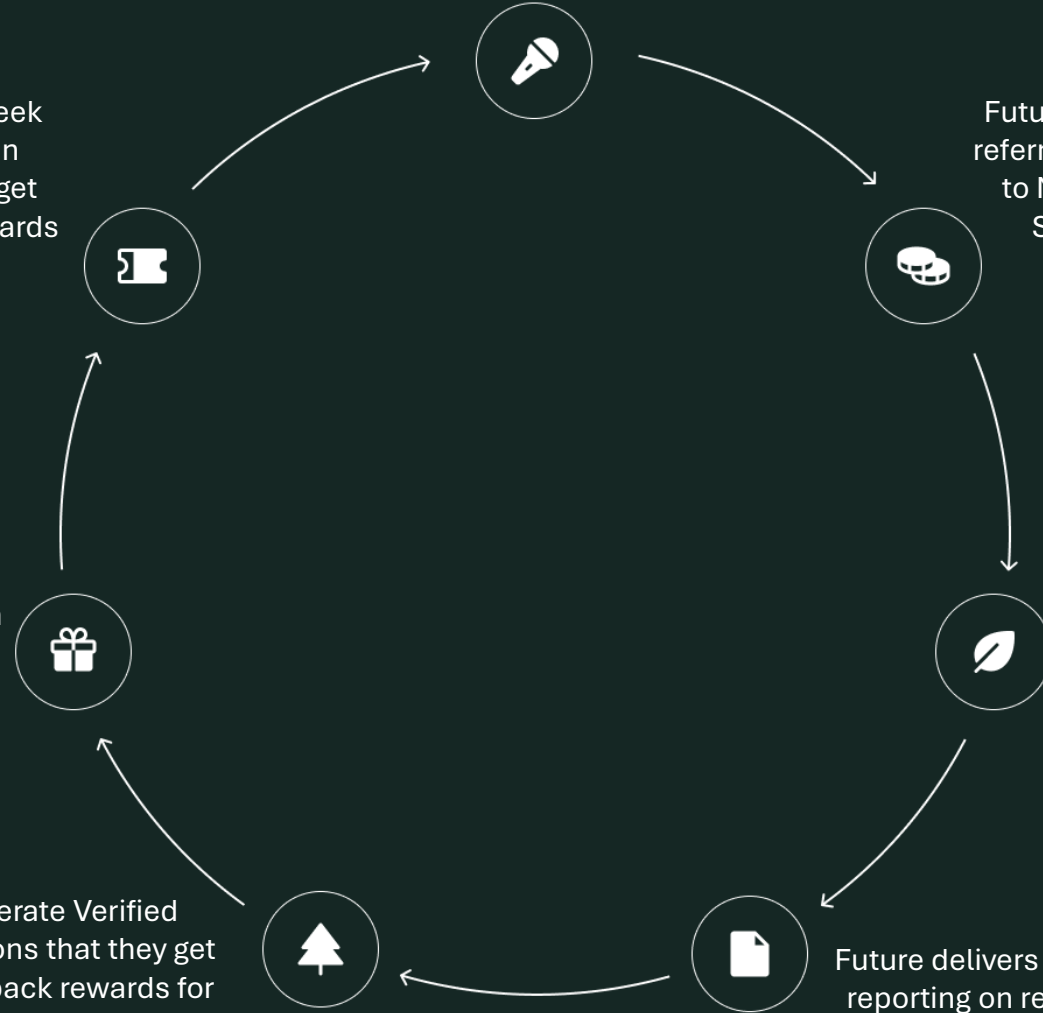 eek
n
get
ards
Futu
referr
to
S
erate Verified
ons that they get
back rewards for
Future delivers
reporting on re